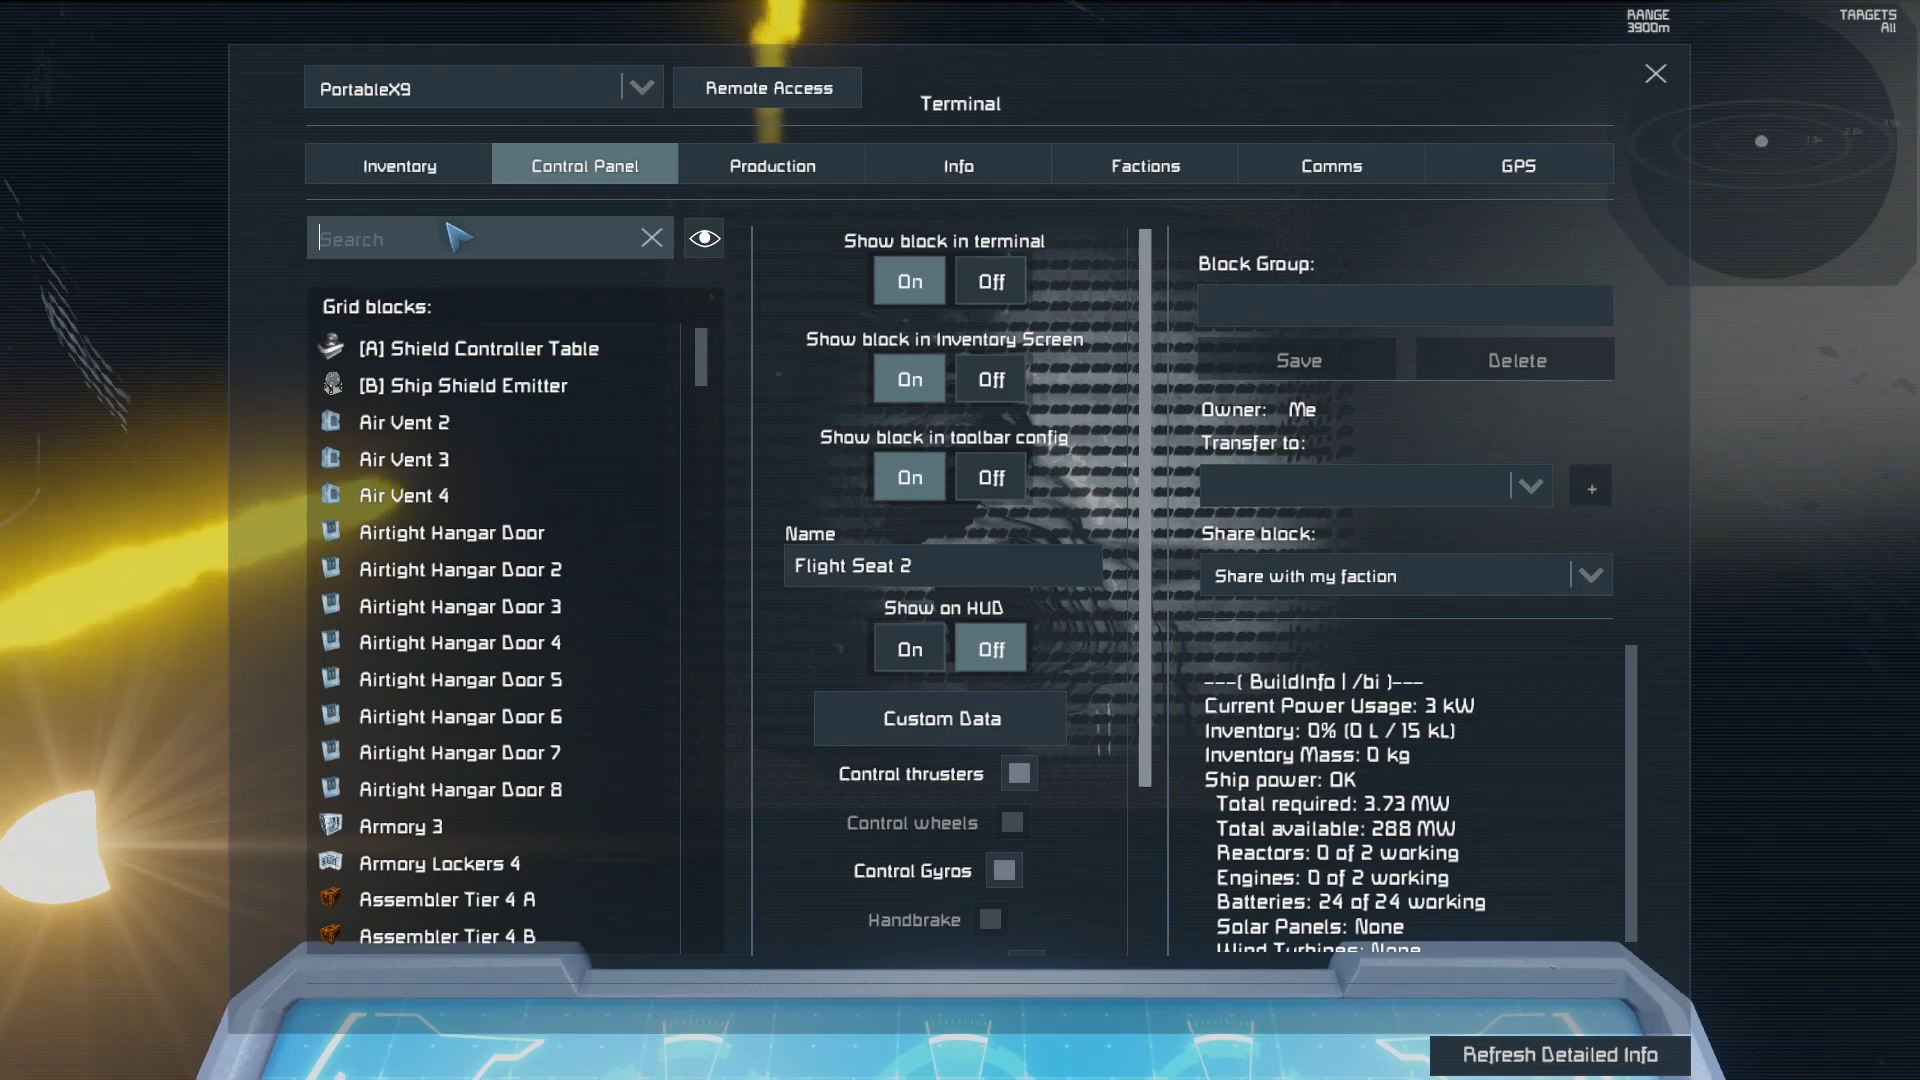 RANGE
3900m
TARGETS
All
PortableX9
Remote Access
Terminal
Inventory
Control Panel
Production
Info
Factions
Comms
GPS
Search
Grid blocks:
[A] Shield Controller Table
[B] Ship Shield Emitter
Air Vent 2
Air Vent 3
Air Vent 4
Airtight Hangar Door
Airtight Hangar Door 2
Airtight Hangar Door 3
Airtight Hangar Door 4
Airtight Hangar Door 5
Airtight Hangar Door 6
Airtight Hangar Door 7
Airtight Hangar Door 8
Armory 3
Armory Lockers 4
Assembler Tier 4 A
Assembler Tier 4 B
Show block in terminal
On Off
Show block in Inventory Screen
On Off
Show block in toolbar config
On Off
Name
Flight Seat 2
Show on HUD
On Off
Custom Data
Control thrusters
Control wheels
Control Gyros
Handbrake
Block Group:
Save
Delete
Owner: Me
Transfer to:
+
Share block:
Share with my faction
---( BuildInfo | /bi )---
Current Power Usage: 3 kW
Inventory: 0% (0 L / 15 kL)
Inventory Mass: 0 kg
Ship power: OK
Total required: 3.73 MW
Total available: 288 MW
Reactors: 0 of 2 working
Engines: 0 of 2 working
Batteries: 24 of 24 working
Solar Panels: None
Wind Turbines: None
Refresh Detailed Info